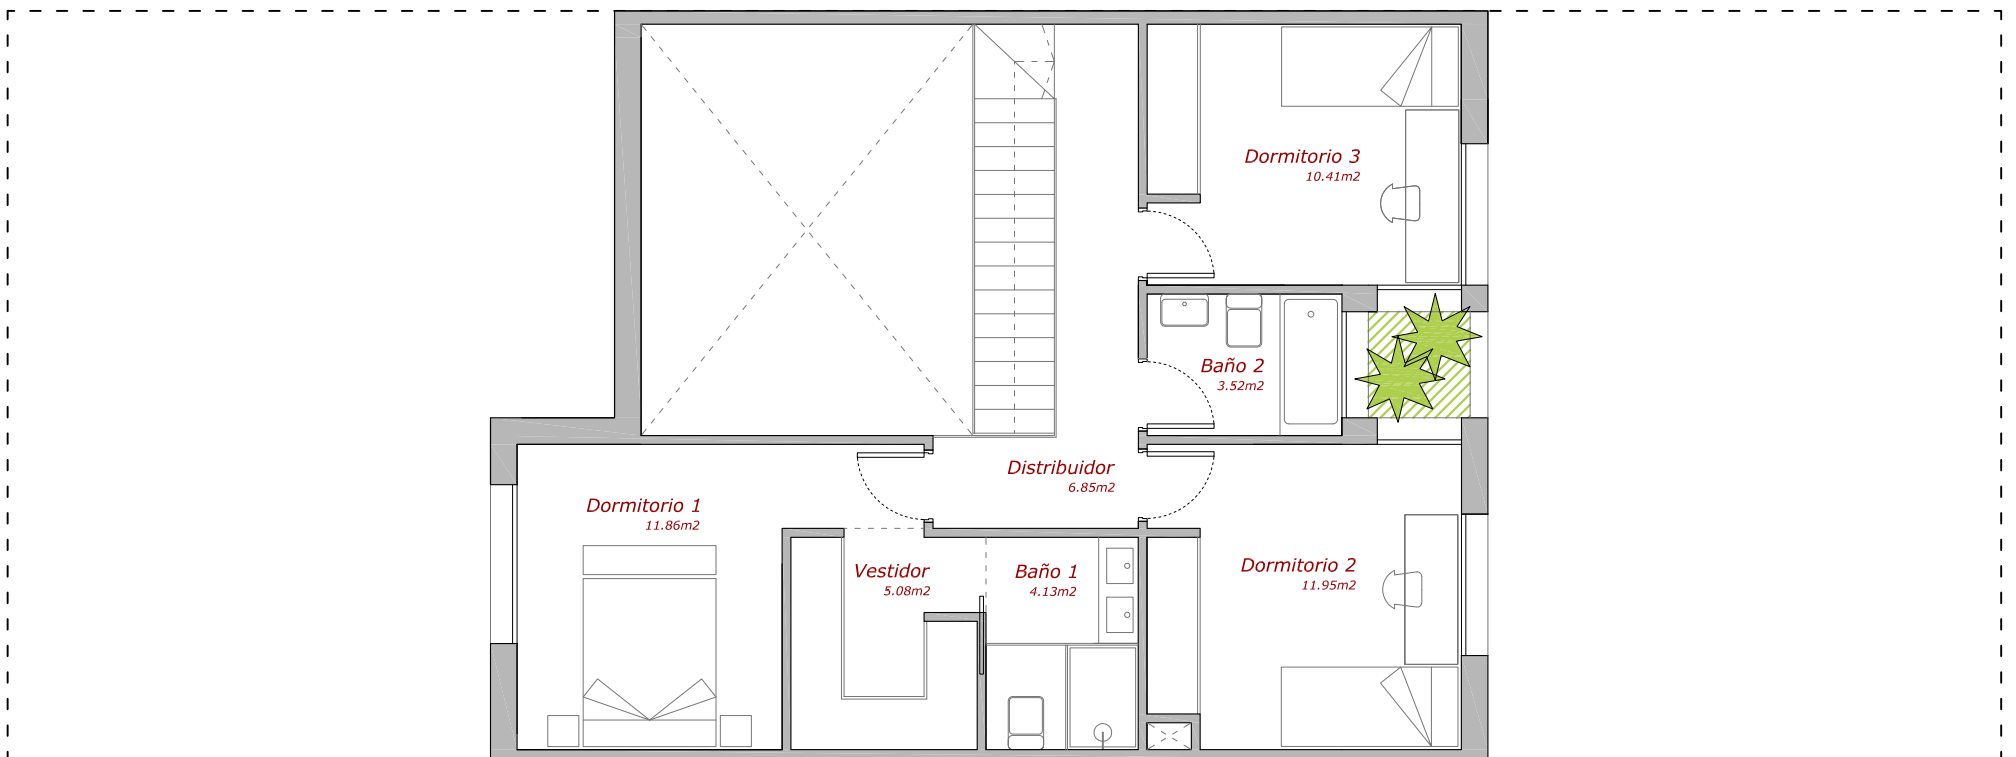 Dormitorio 3
10.41m2
Baño 2
3.52m2
Distribuidor
6.85m2
Dormitorio 1
11.86m2
Vestidor
5.08m2
Baño 1
4.13m2
Dormitorio 2
11.95m2